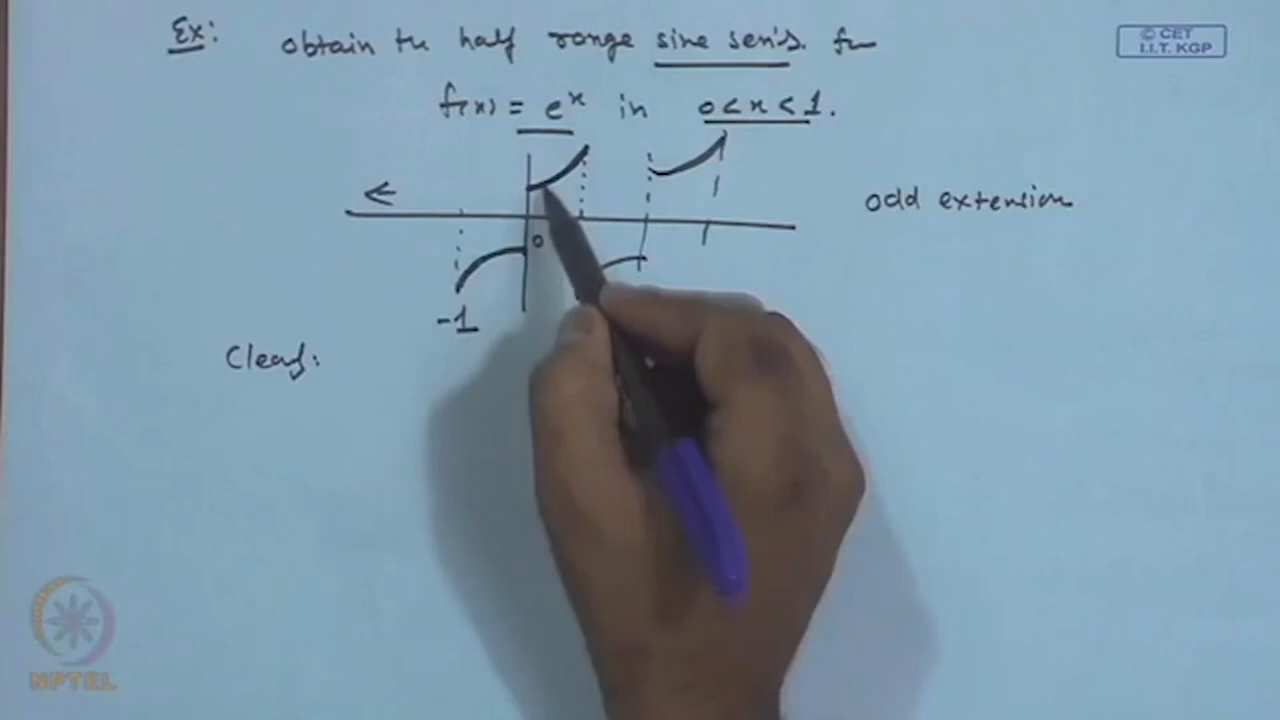 Ex: obtain the half range sine series for
© CET
I.I.T. KGP
f(x) = e^x in 0 < x < 1.
odd extension
0
-1
Clearly:
NPTEL